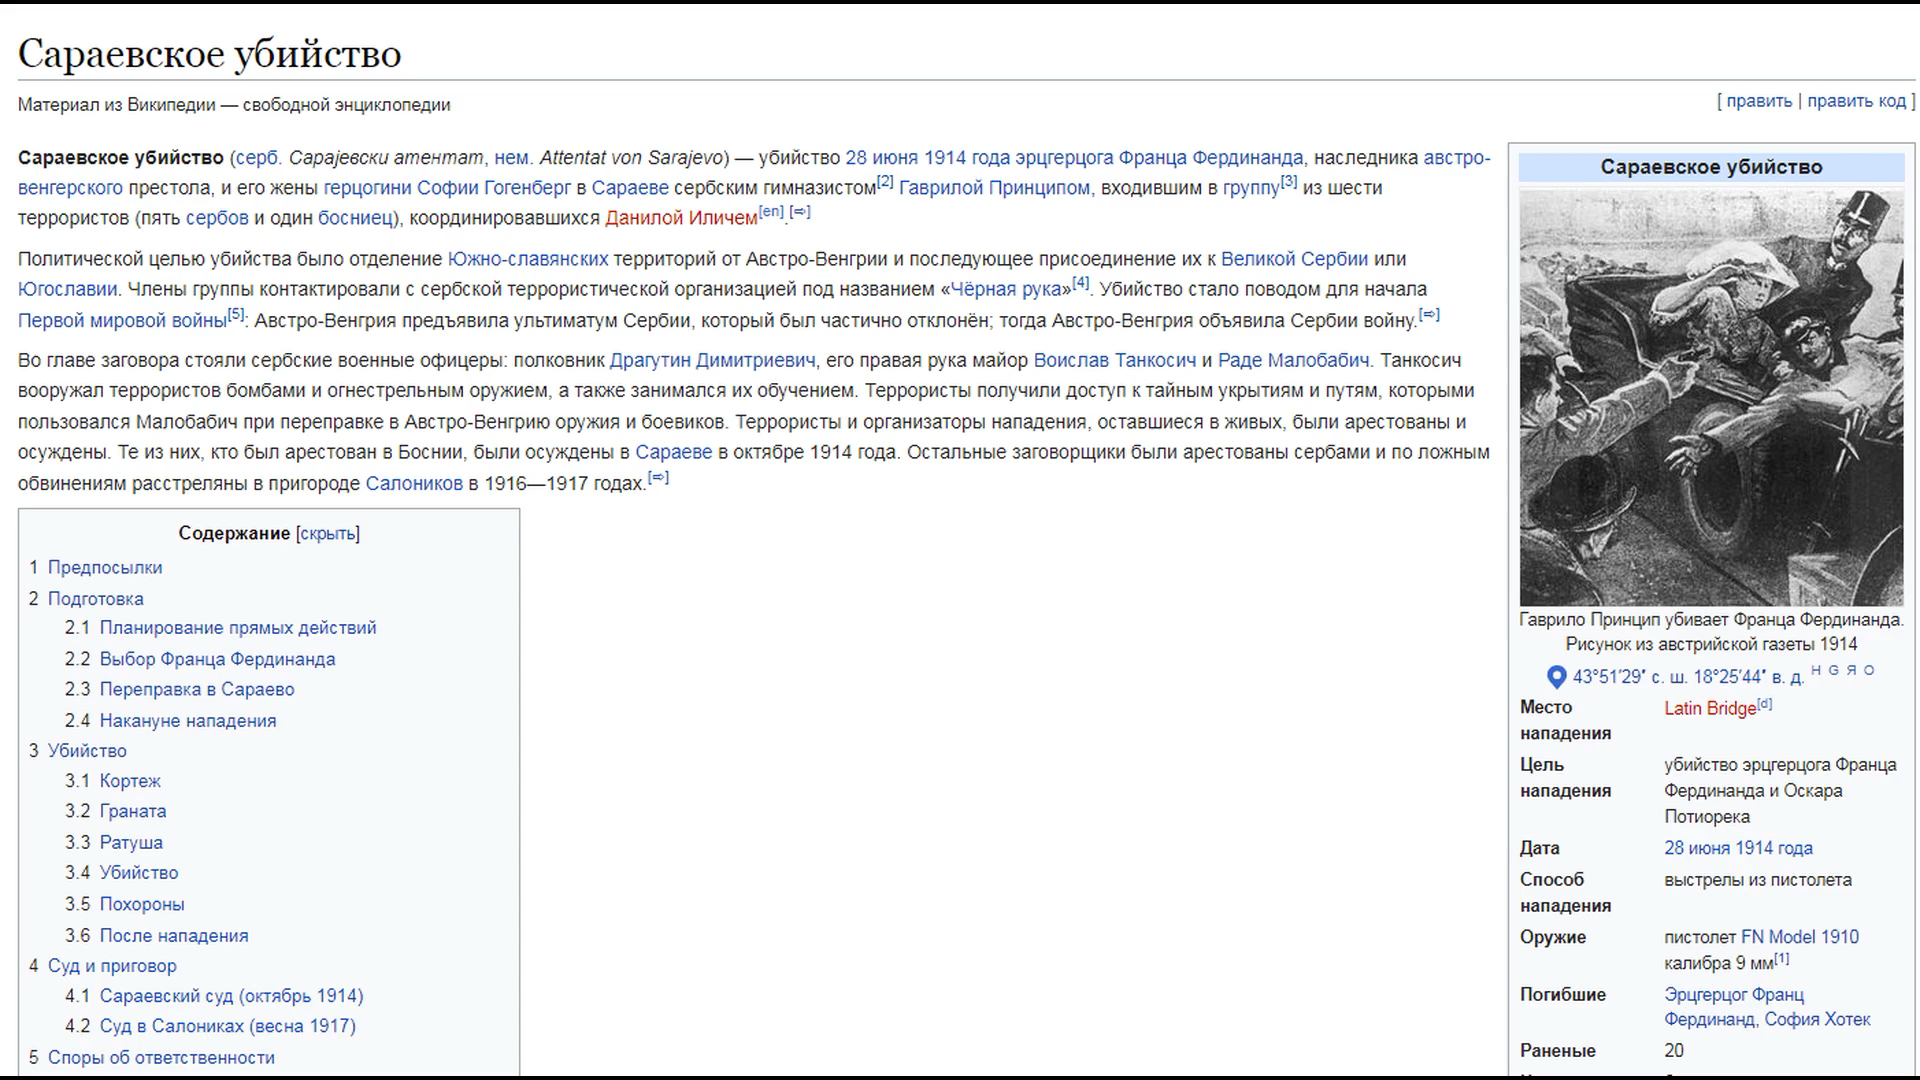 Сараевское убийство
Материал из Википедии — свободной энциклопедии
[ править | править код ]
Сараевское убийство (серб. Сарајевски атентат, нем. Attentat von Sarajevo) — убийство 28 июня 1914 года эрцгерцога Франца Фердинанда, наследника австро-
венгерского престола, и его жены герцогини Софии Гогенберг в Сараеве сербским гимназистом[2] Гаврилой Принципом, входившим в группу[3] из шести
террористов (пять сербов и один босниец), координировавшихся Данилой Иличем[en].[⇨]
Политической целью убийства было отделение Южно-славянских территорий от Австро-Венгрии и последующее присоединение их к Великой Сербии или
Югославии. Члены группы контактировали с сербской террористической организацией под названием «Чёрная рука»[4]. Убийство стало поводом для начала
Первой мировой войны[5]: Австро-Венгрия предъявила ультиматум Сербии, который был частично отклонён; тогда Австро-Венгрия объявила Сербии войну.[⇨]
Во главе заговора стояли сербские военные офицеры: полковник Драгутин Димитриевич, его правая рука майор Воислав Танкосич и Раде Малобабич. Танкосич
вооружал террористов бомбами и огнестрельным оружием, а также занимался их обучением. Террористы получили доступ к тайным укрытиям и путям, которыми
пользовался Малобабич при переправке в Австро-Венгрию оружия и боевиков. Террористы и организаторы нападения, оставшиеся в живых, были арестованы и
осуждены. Те из них, кто был арестован в Боснии, были осуждены в Сараеве в октябре 1914 года. Остальные заговорщики были арестованы сербами и по ложным
обвинениям расстреляны в пригороде Салоников в 1916—1917 годах.[⇨]
Содержание [скрыть]
1 Предпосылки
2 Подготовка
2.1 Планирование прямых действий
2.2 Выбор Франца Фердинанда
2.3 Переправка в Сараево
2.4 Накануне нападения
3 Убийство
3.1 Кортеж
3.2 Граната
3.3 Ратуша
3.4 Убийство
3.5 Похороны
3.6 После нападения
4 Суд и приговор
4.1 Сараевский суд (октябрь 1914)
4.2 Суд в Салониках (весна 1917)
5 Споры об ответственности
Сараевское убийство
Гаврило Принцип убивает Франца Фердинанда.
Рисунок из австрийской газеты 1914
43°51′29″ с. ш. 18°25′44″ в. д. H G Я O
Место нападения
Latin Bridge[d]
Цель нападения
убийство эрцгерцога Франца
Фердинанда и Оскара
Потиорека
Дата
28 июня 1914 года
Способ нападения
выстрелы из пистолета
Оружие
пистолет FN Model 1910
калибра 9 мм[1]
Погибшие
Эрцгерцог Франц
Фердинанд, София Хотек
Раненые
20